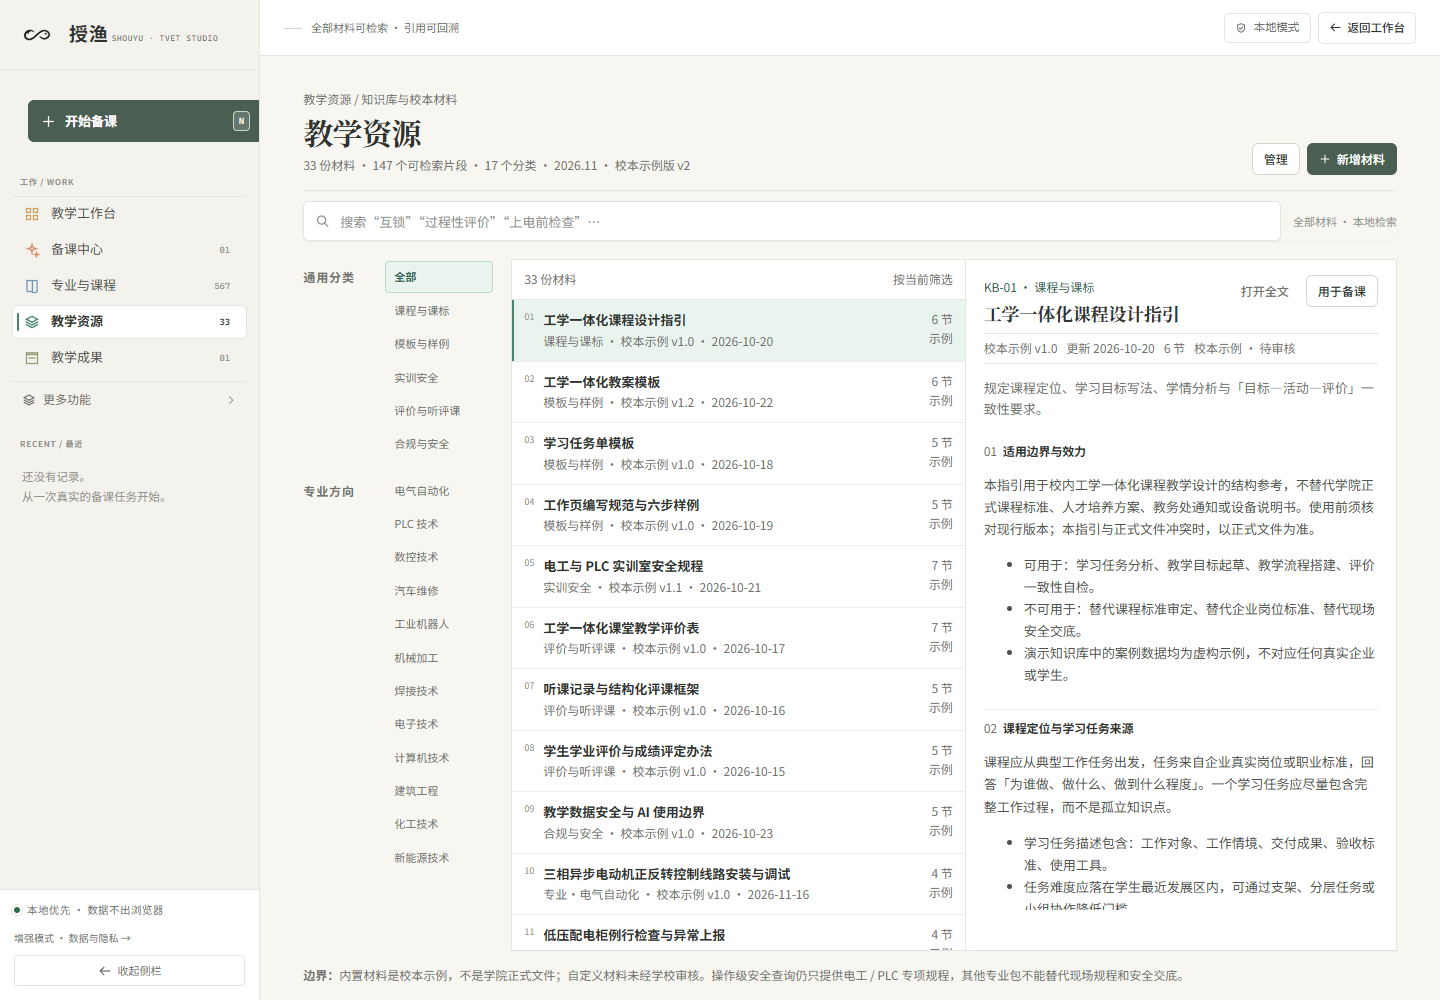 授渔 SHOUYU · TVET STUDIO
开始备课 N
工作 / WORK
教学工作台
备课中心 01
专业与课程 567
教学资源 33
教学成果 01
更多功能
RECENT / 最近
还没有记录。
从一次真实的备课任务开始。
本地优先 · 数据不出浏览器
增强模式 · 数据与隐私 →
← 收起侧栏
全部材料可检索 · 引用可回溯
本地模式
← 返回工作台
教学资源 / 知识库与校本材料
教学资源
33 份材料 · 147 个可检索片段 · 17 个分类 · 2026.11 · 校本示例版 v2
管理
+ 新增材料
搜索“互锁”“过程性评价”“上电前检查”…
全部材料 · 本地检索
通用分类
全部
课程与课标
模板与样例
实训安全
评价与听评课
合规与安全
专业方向
电气自动化
PLC 技术
数控技术
汽车维修
工业机器人
机械加工
焊接技术
电子技术
计算机技术
建筑工程
化工技术
新能源技术
33 份材料 按当前筛选
01 工学一体化课程设计指引 6 节
课程与课标 · 校本示例 v1.0 · 2026-10-20 示例
02 工学一体化教案模板 6 节
模板与样例 · 校本示例 v1.2 · 2026-10-22 示例
03 学习任务单模板 5 节
模板与样例 · 校本示例 v1.0 · 2026-10-18 示例
04 工作页编写规范与六步样例 5 节
模板与样例 · 校本示例 v1.0 · 2026-10-19 示例
05 电工与 PLC 实训室安全规程 7 节
实训安全 · 校本示例 v1.1 · 2026-10-21 示例
06 工学一体化课堂教学评价表 7 节
评价与听评课 · 校本示例 v1.0 · 2026-10-17 示例
07 听课记录与结构化评课框架 5 节
评价与听评课 · 校本示例 v1.0 · 2026-10-16 示例
08 学生学业评价与成绩评定办法 5 节
评价与听评课 · 校本示例 v1.0 · 2026-10-15 示例
09 教学数据安全与 AI 使用边界 5 节
合规与安全 · 校本示例 v1.0 · 2026-10-23 示例
10 三相异步电动机正反转控制线路安装与调试 4 节
专业 · 电气自动化 · 校本示例 v1.0 · 2026-11-16 示例
11 低压配电柜例行检查与异常上报 4 节
KB-01 · 课程与课标
打开全文
用于备课
工学一体化课程设计指引
校本示例 v1.0 更新 2026-10-20 6 节 校本示例 · 待审核
规定课程定位、学习目标写法、学情分析与「目标—活动—评价」一
致性要求。
01 适用边界与效力
本指引用于校内工学一体化课程教学设计的结构参考，不替代学院正
式课程标准、人才培养方案、教务处通知或设备说明书。使用前须核
对现行版本；本指引与正式文件冲突时，以正式文件为准。
• 可用于：学习任务分析、教学目标起草、教学流程搭建、评价
一致性自检。
• 不可用于：替代课程标准审定、替代企业岗位标准、替代现场
安全交底。
• 演示知识库中的案例数据均为虚构示例，不对应任何真实企业
或学生。
02 课程定位与学习任务来源
课程应从典型工作任务出发，任务来自企业真实岗位或职业标准，回
答「为谁做、做什么、做到什么程度」。一个学习任务应尽量包含完
整工作过程，而不是孤立知识点。
• 学习任务描述包含：工作对象、工作情境、交付成果、验收标
准、使用工具。
• 任务难度应落在学生最近发展区内，可通过支架、分层任务或
小组协作降低门槛。
边界：内置材料是校本示例，不是学院正式文件；自定义材料未经学校审核。操作级安全查询仍只提供电工 / PLC 专项规程，其他专业包不能替代现场规程和安全交底。